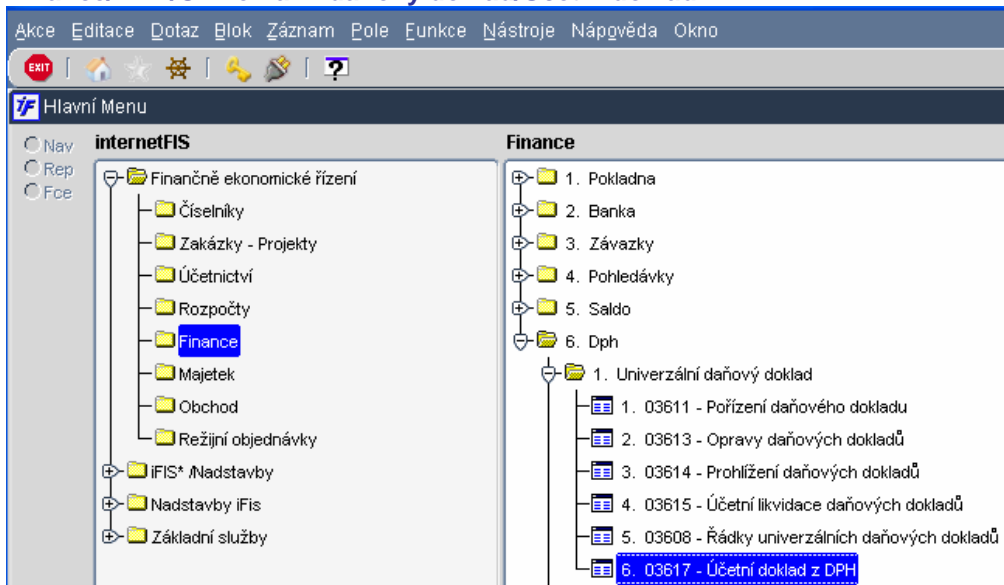 Akce Editace Dotaz Blok Záznam Pole Funkce Nástroje Nápověda Okno
EXIT
Hlavní Menu
Nav
Rep
Fce
internetFIS
Finančně ekonomické řízení
Číselníky
Zakázky - Projekty
Účetnictví
Rozpočty
Finance
Majetek
Obchod
Režijní objednávky
iFIS* /Nadstavby
Nadstavby iFis
Základní služby
Finance
1. Pokladna
2. Banka
3. Závazky
4. Pohledávky
5. Saldo
6. Dph
1. Univerzální daňový doklad
1. 03611 - Pořízení daňového dokladu
2. 03613 - Opravy daňových dokladů
3. 03614 - Prohlížení daňových dokladů
4. 03615 - Účetní likvidace daňových dokladů
5. 03608 - Řádky univerzálních daňových dokladů
6. 03617 - Účetní doklad z DPH